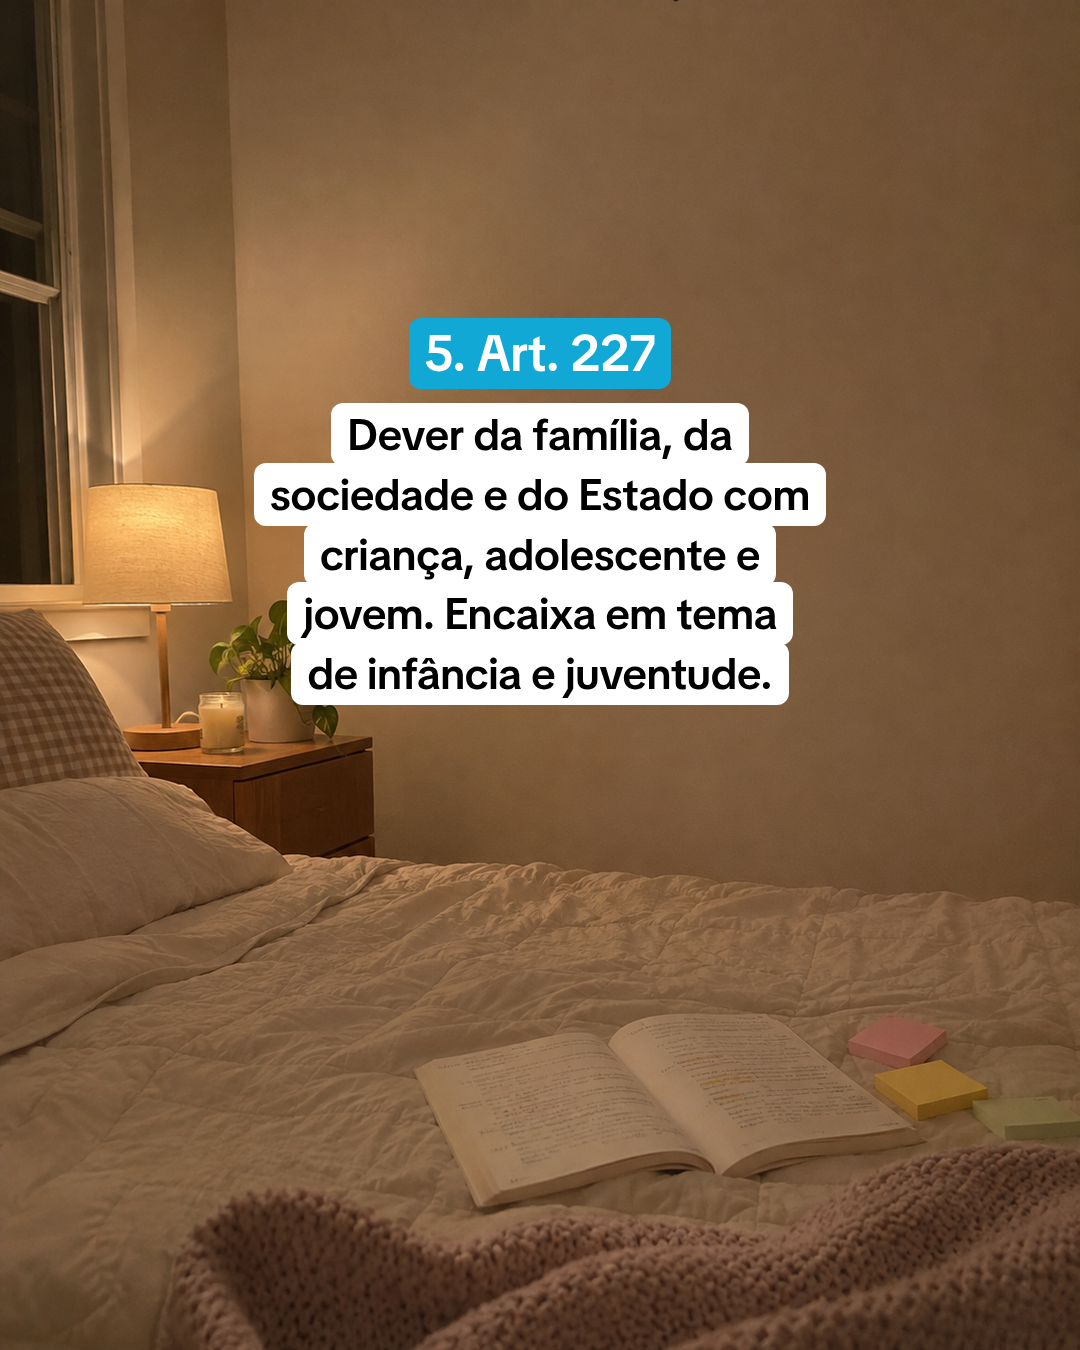 5. Art. 227
Dever da família, da
sociedade e do Estado com
criança, adolescente e
jovem. Encaixa em tema
de infância e juventude.